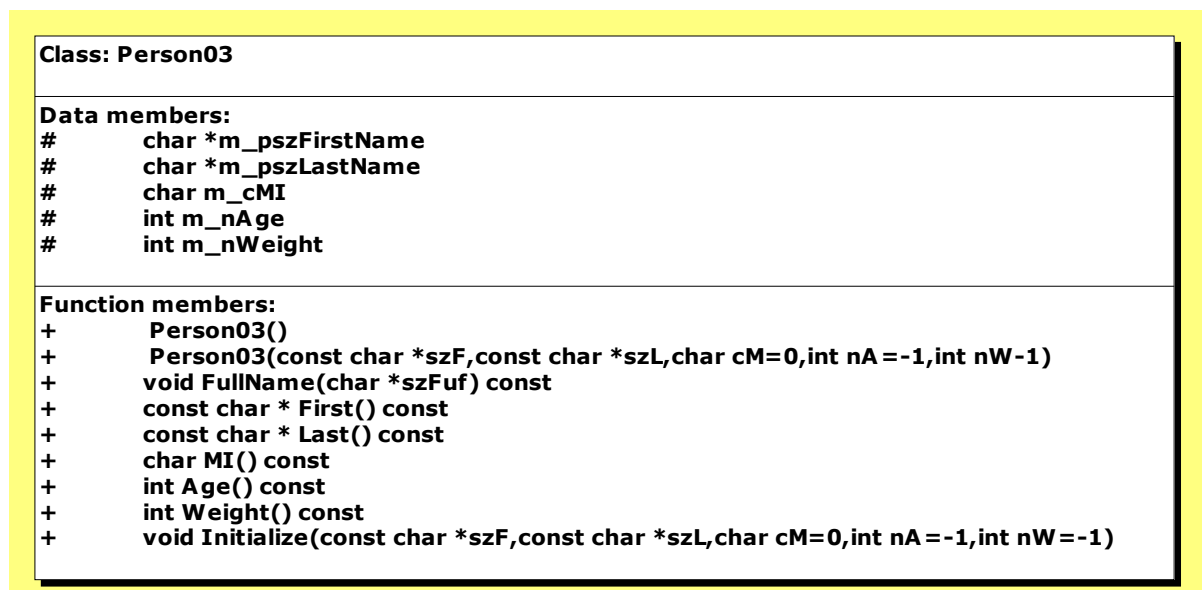 Class: Person03
Data members:
# char *m_pszFirstName
# char *m_pszLastName
# char m_cMI
# int m_nAge
# int m_nWeight
Function members:
+ Person03()
+ Person03(const char *szF,const char *szL,char cM=0,int nA=-1,int nW-1)
+ void FullName(char *szFuf) const
+ const char * First() const
+ const char * Last() const
+ char MI() const
+ int Age() const
+ int Weight() const
+ void Initialize(const char *szF,const char *szL,char cM=0,int nA=-1,int nW=-1)